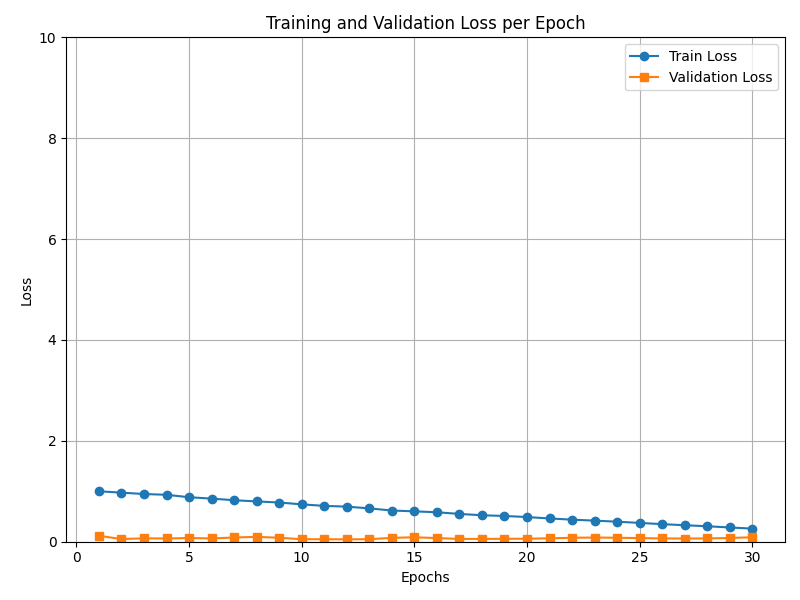 Training and Validation Loss per Epoch
Train Loss
Validation Loss
Loss
10
8
6
4
2
0
0 5 10 15 20 25 30
Epochs